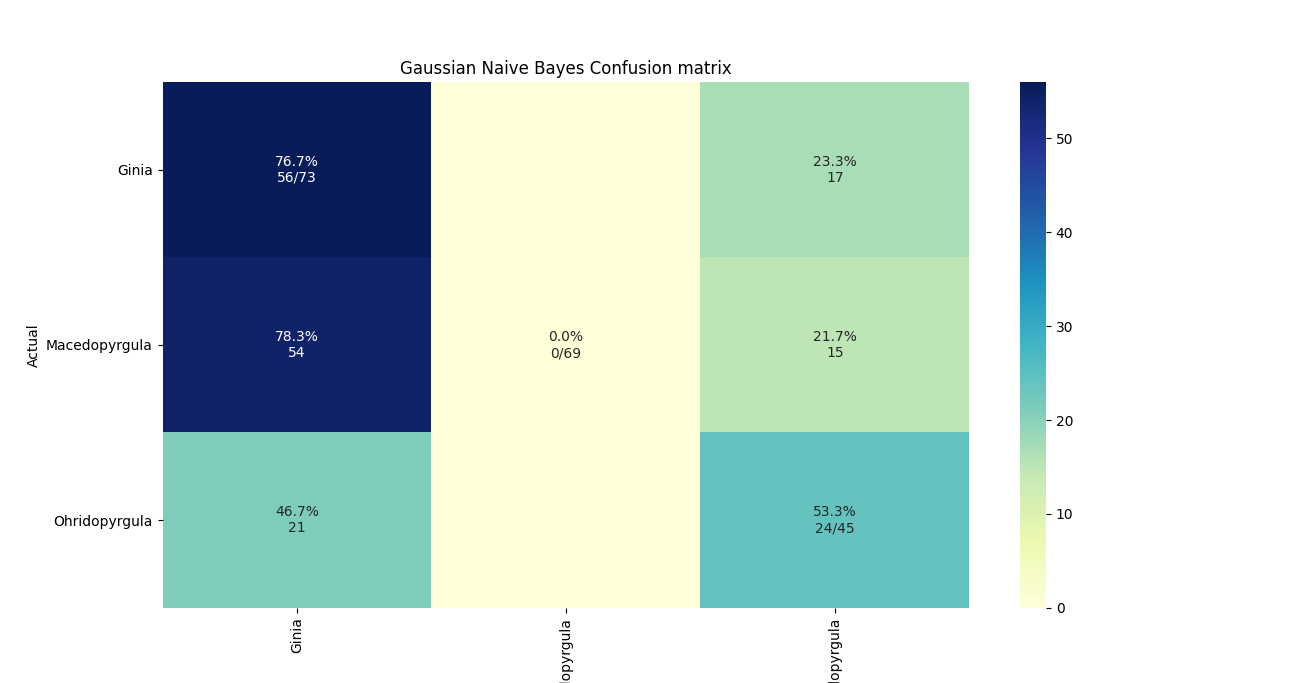 Gaussian Naive Bayes Confusion matrix
Actual
Ginia
76.7%
56/73
23.3%
17
Macedopyrgula
78.3%
54
0.0%
0/69
21.7%
15
Ohridopyrgula
46.7%
21
53.3%
24/45
Ginia
dopyrgula
dopyrgula
50
40
30
20
10
0